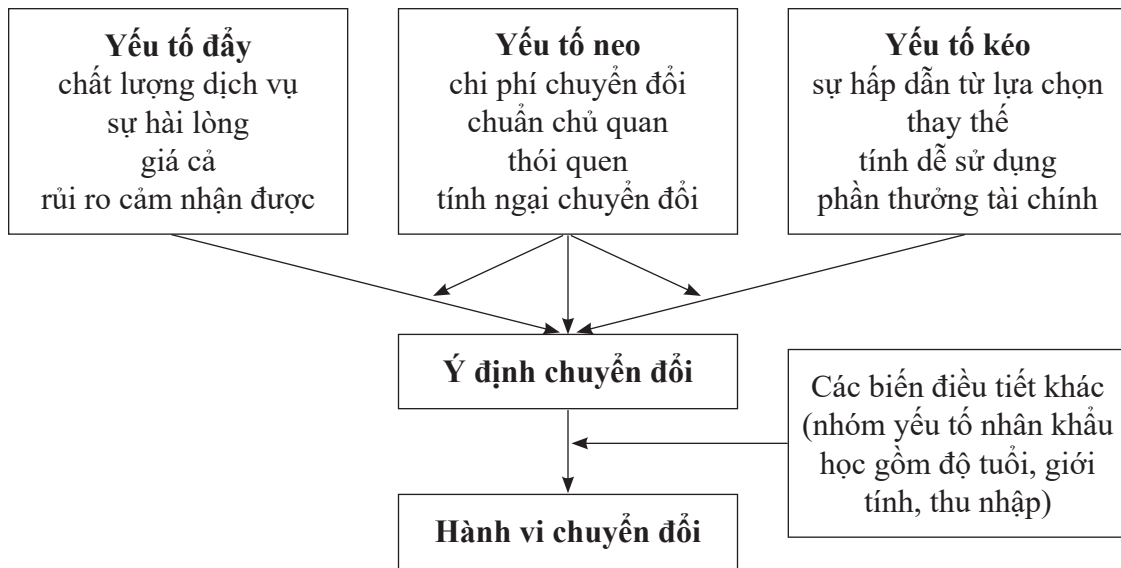 Yếu tố đẩy
chất lượng dịch vụ
sự hài lòng
giá cả
rủi ro cảm nhận được
Yếu tố neo
chi phí chuyển đổi
chuẩn chủ quan
thói quen
tính ngại chuyển đổi
Yếu tố kéo
sự hấp dẫn từ lựa chọn
thay thế
tính dễ sử dụng
phần thưởng tài chính
Ý định chuyển đổi
Các biến điều tiết khác
(nhóm yếu tố nhân khẩu
học gồm độ tuổi, giới
tính, thu nhập)
Hành vi chuyển đổi